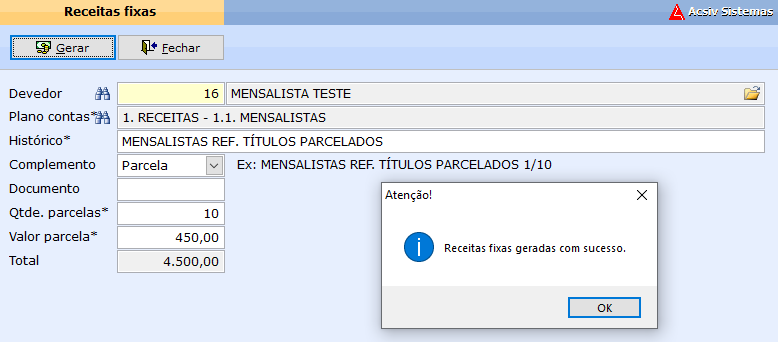 Receitas fixas
Acsiv Sistemas
Gerar
Fechar
Devedor 16 MENSALISTA TESTE
Plano contas* 1. RECEITAS - 1.1. MENSALISTAS
Histórico* MENSALISTAS REF. TÍTULOS PARCELADOS
Complemento Parcela Ex: MENSALISTAS REF. TÍTULOS PARCELADOS 1/10
Documento
Qtde. parcelas* 10
Valor parcela* 450,00
Total 4.500,00
Atenção!
Receitas fixas geradas com sucesso.
OK